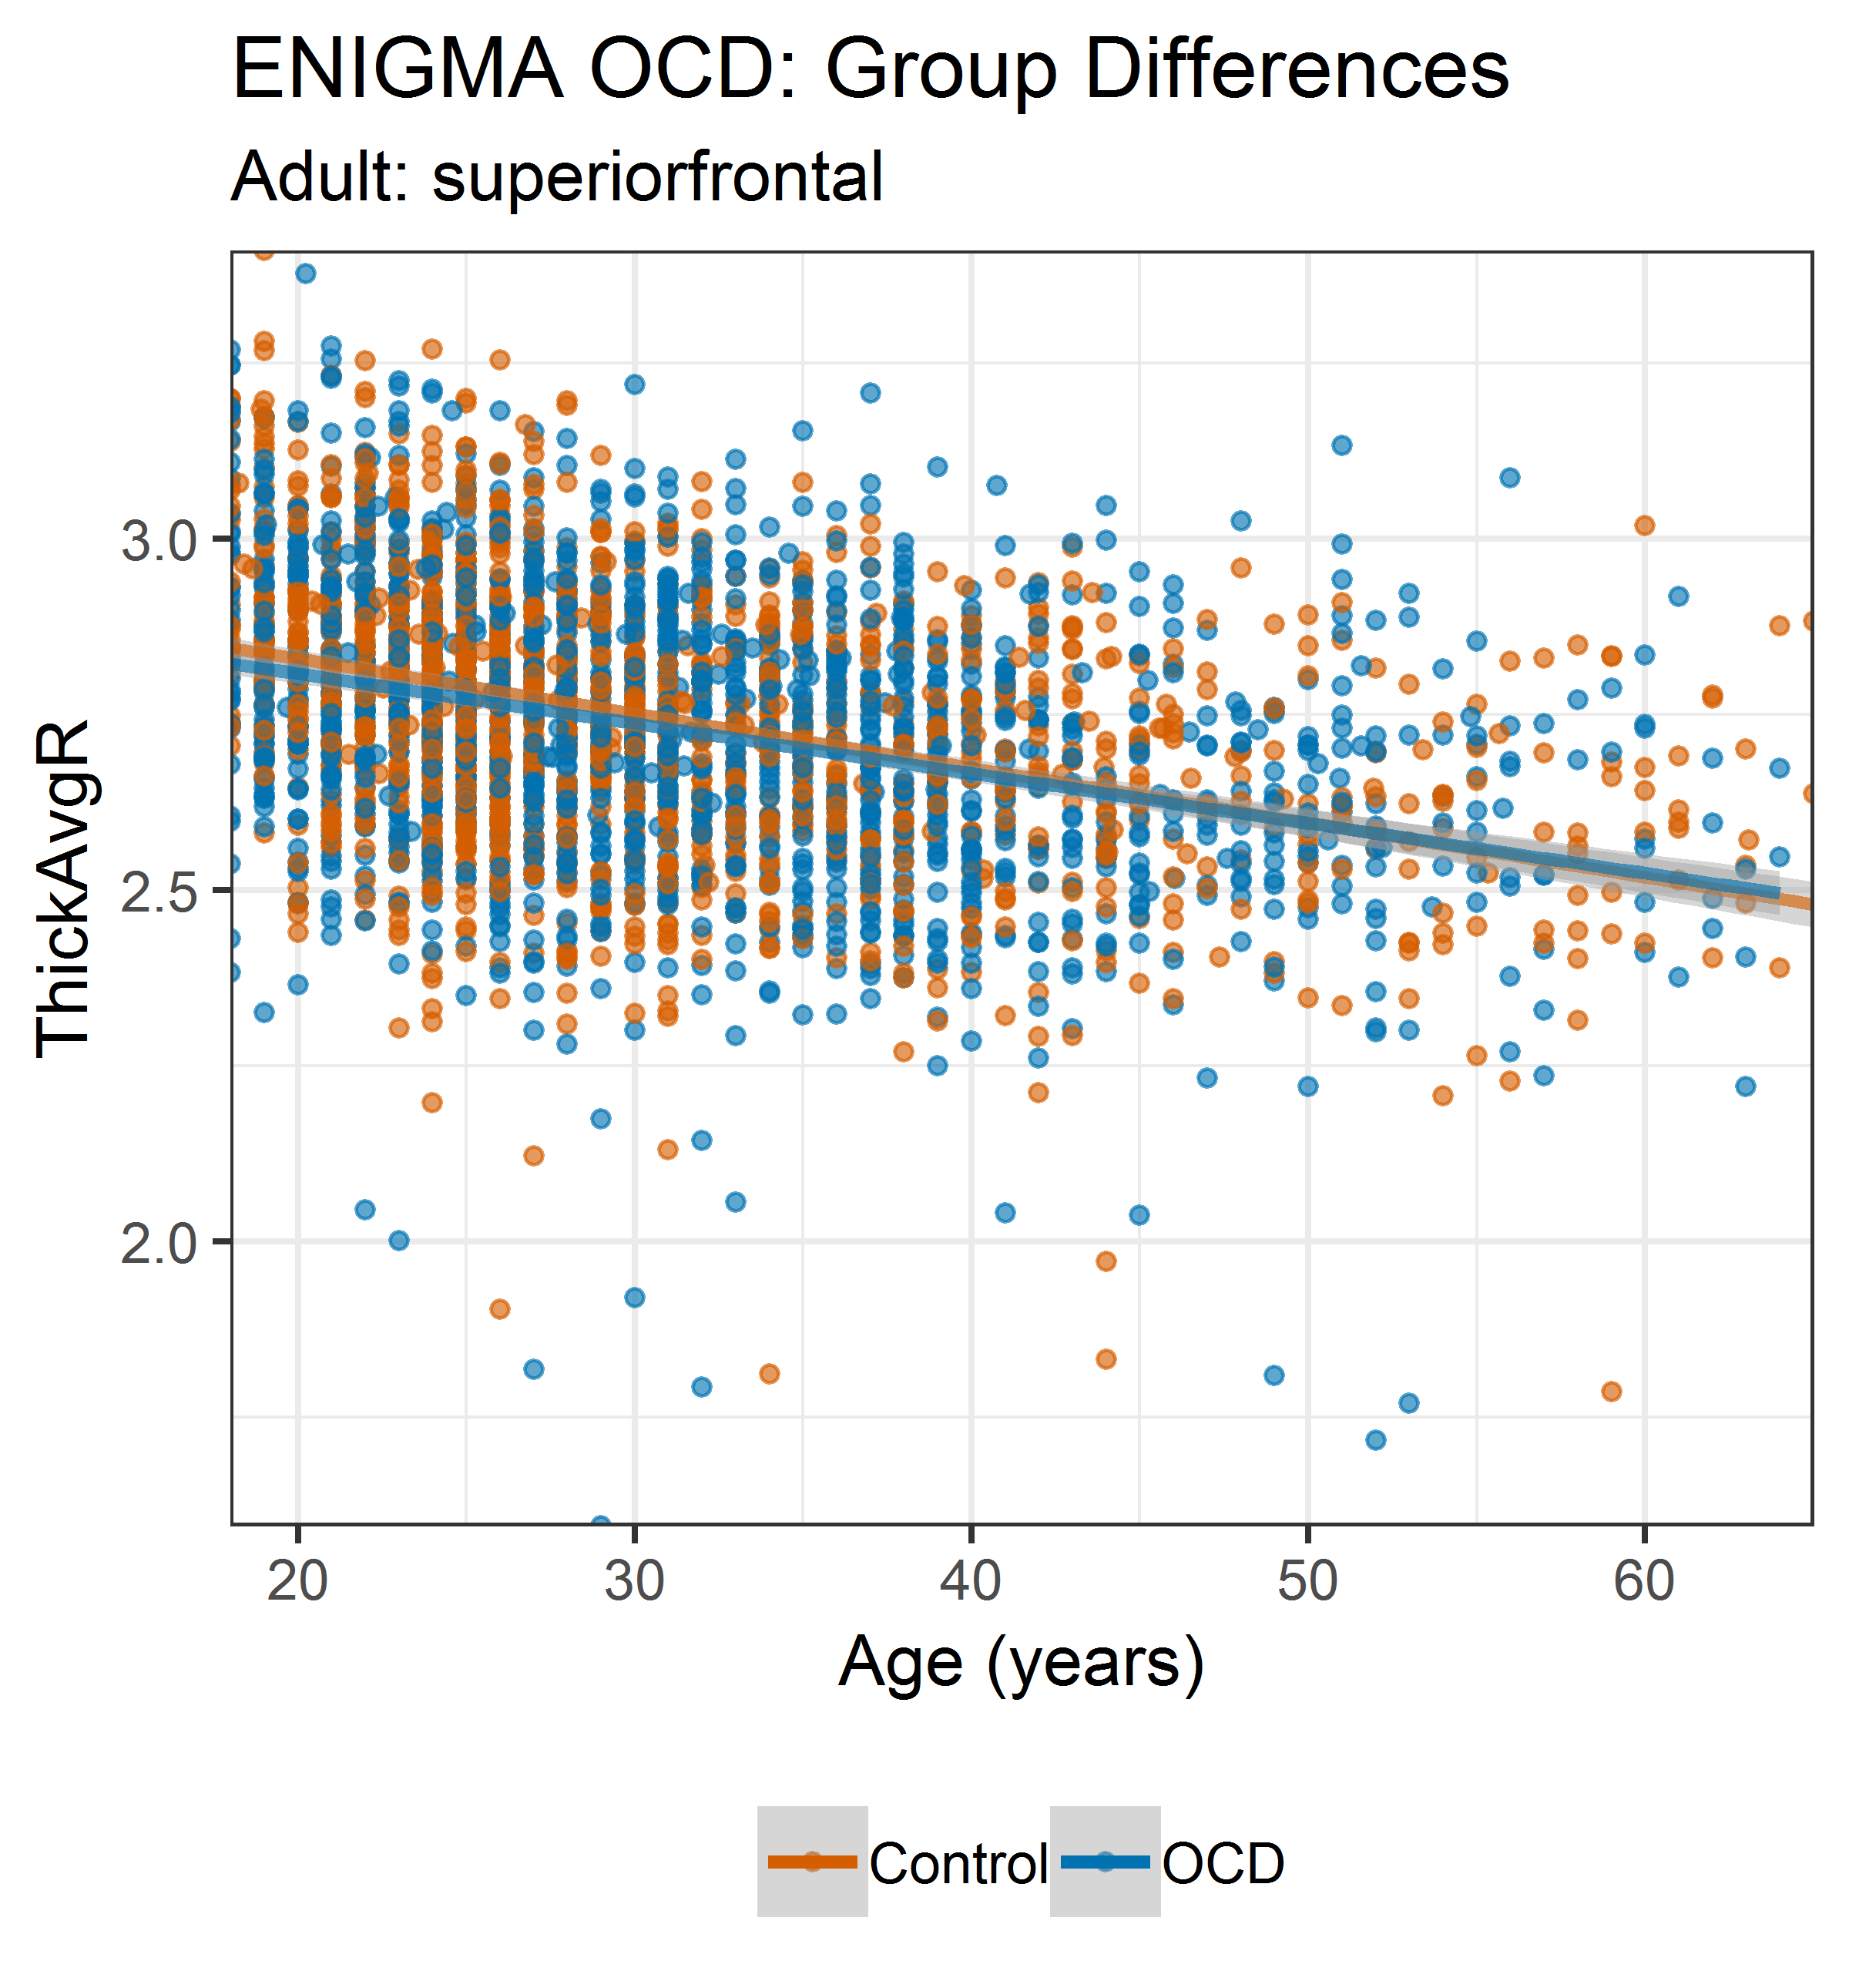 ENIGMA OCD: Group Differences
Adult: superiorfrontal
ThickAvgR
3.0
2.5
2.0
20 30 40 50 60
Age (years)
Control OCD